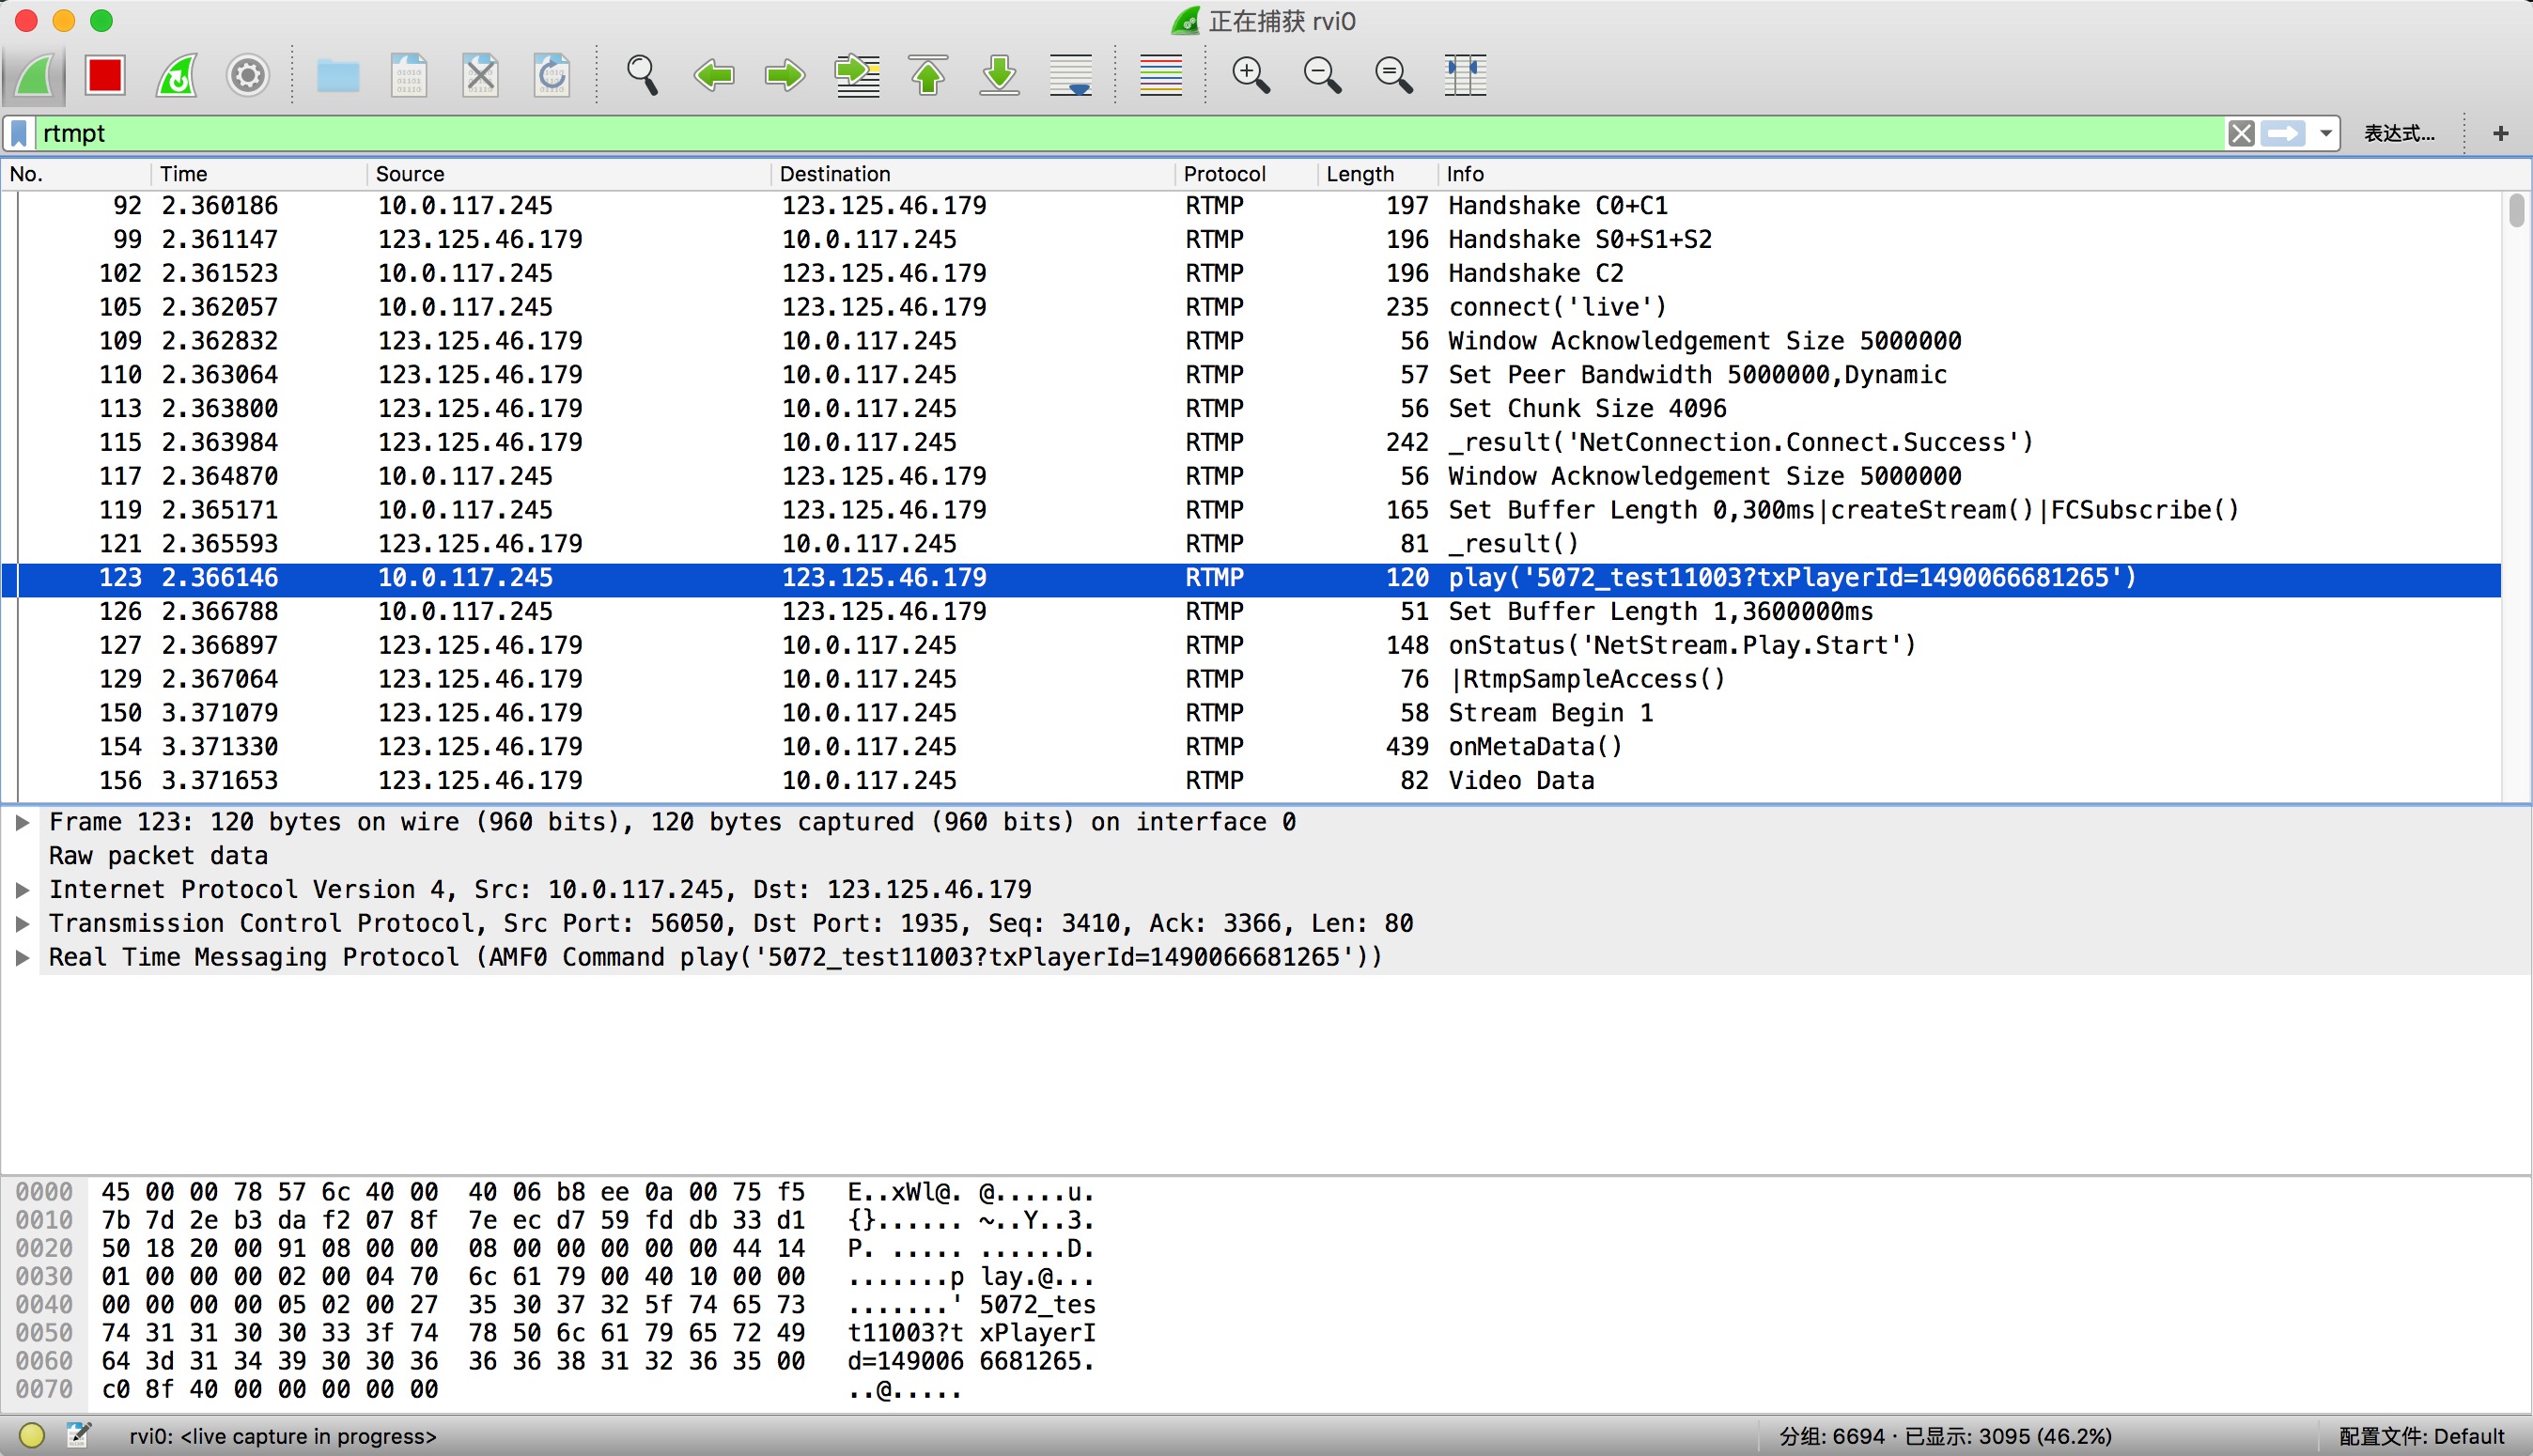 正在捕获 rvi0
rtmpt
表达式...
+
No. Time Source Destination Protocol Length Info
92 2.360186 10.0.117.245 123.125.46.179 RTMP 197 Handshake C0+C1
99 2.361147 123.125.46.179 10.0.117.245 RTMP 196 Handshake S0+S1+S2
102 2.361523 10.0.117.245 123.125.46.179 RTMP 196 Handshake C2
105 2.362057 10.0.117.245 123.125.46.179 RTMP 235 connect('live')
109 2.362832 123.125.46.179 10.0.117.245 RTMP 56 Window Acknowledgement Size 5000000
110 2.363064 123.125.46.179 10.0.117.245 RTMP 57 Set Peer Bandwidth 5000000,Dynamic
113 2.363800 123.125.46.179 10.0.117.245 RTMP 56 Set Chunk Size 4096
115 2.363984 123.125.46.179 10.0.117.245 RTMP 242 _result('NetConnection.Connect.Success')
117 2.364870 10.0.117.245 123.125.46.179 RTMP 56 Window Acknowledgement Size 5000000
119 2.365171 10.0.117.245 123.125.46.179 RTMP 165 Set Buffer Length 0,300ms|createStream()|FCSubscribe()
121 2.365593 123.125.46.179 10.0.117.245 RTMP 81 _result()
123 2.366146 10.0.117.245 123.125.46.179 RTMP 120 play('5072_test11003?txPlayerId=1490066681265')
126 2.366788 10.0.117.245 123.125.46.179 RTMP 51 Set Buffer Length 1,3600000ms
127 2.366897 123.125.46.179 10.0.117.245 RTMP 148 onStatus('NetStream.Play.Start')
129 2.367064 123.125.46.179 10.0.117.245 RTMP 76 |RtmpSampleAccess()
150 3.371079 123.125.46.179 10.0.117.245 RTMP 58 Stream Begin 1
154 3.371330 123.125.46.179 10.0.117.245 RTMP 439 onMetaData()
156 3.371653 123.125.46.179 10.0.117.245 RTMP 82 Video Data
Frame 123: 120 bytes on wire (960 bits), 120 bytes captured (960 bits) on interface 0
Raw packet data
Internet Protocol Version 4, Src: 10.0.117.245, Dst: 123.125.46.179
Transmission Control Protocol, Src Port: 56050, Dst Port: 1935, Seq: 3410, Ack: 3366, Len: 80
Real Time Messaging Protocol (AMF0 Command play('5072_test11003?txPlayerId=1490066681265'))
0000 45 00 00 78 57 6c 40 00 40 06 b8 ee 0a 00 75 f5 E..xWl@. @.....u.
0010 7b 7d 2e b3 da f2 07 8f 7e ec d7 59 fd db 33 d1 {}...... ~..Y..3.
0020 50 18 20 00 91 08 00 00 08 00 00 00 00 00 44 14 P. ..... ......D.
0030 01 00 00 00 02 00 04 70 6c 61 79 00 40 10 00 00 .......p lay.@...
0040 00 00 00 00 05 02 00 27 35 30 37 32 5f 74 65 73 .......' 5072_tes
0050 74 31 31 30 30 33 3f 74 78 50 6c 61 79 65 72 49 t11003?t xPlayerI
0060 64 3d 31 34 39 30 30 36 36 36 38 31 32 36 35 00 d=149006 6681265.
0070 c0 8f 40 00 00 00 00 00 ..@.....
rvi0: <live capture in progress> 分组: 6694 · 已显示: 3095 (46.2%) 配置文件: Default